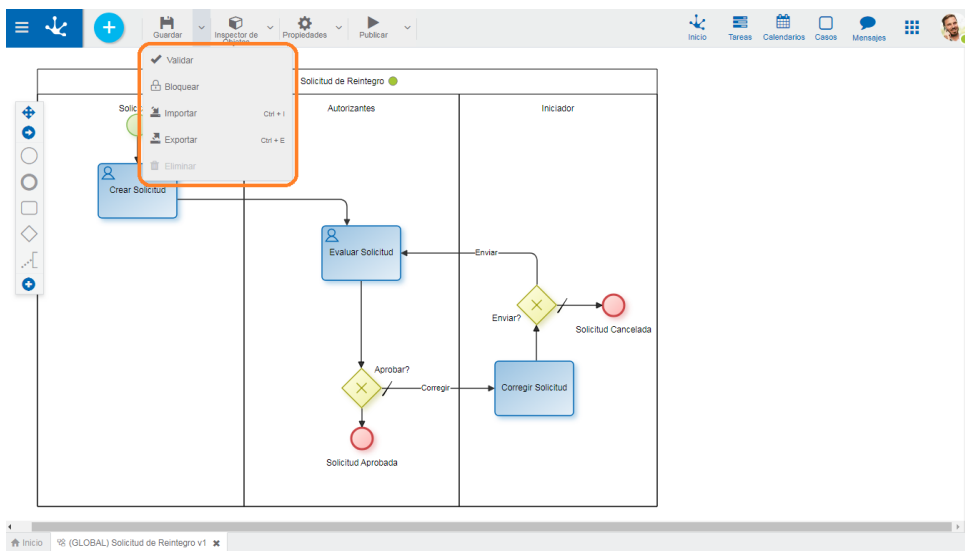 Guardar
Inspector de
Objetos
Propiedades
Publicar
Inicio
Tareas
Calendarios
Casos
Mensajes
Validar
Bloquear
Importar Ctrl + I
Exportar Ctrl + E
Eliminar
Solicitud de Reintegro
Solic
Autorizantes
Iniciador
Crear Solicitud
Evaluar Solicitud
Enviar
Enviar?
Solicitud Cancelada
Aprobar?
Corregir
Corregir Solicitud
Solicitud Aprobada
Inicio
(GLOBAL) Solicitud de Reintegro v1